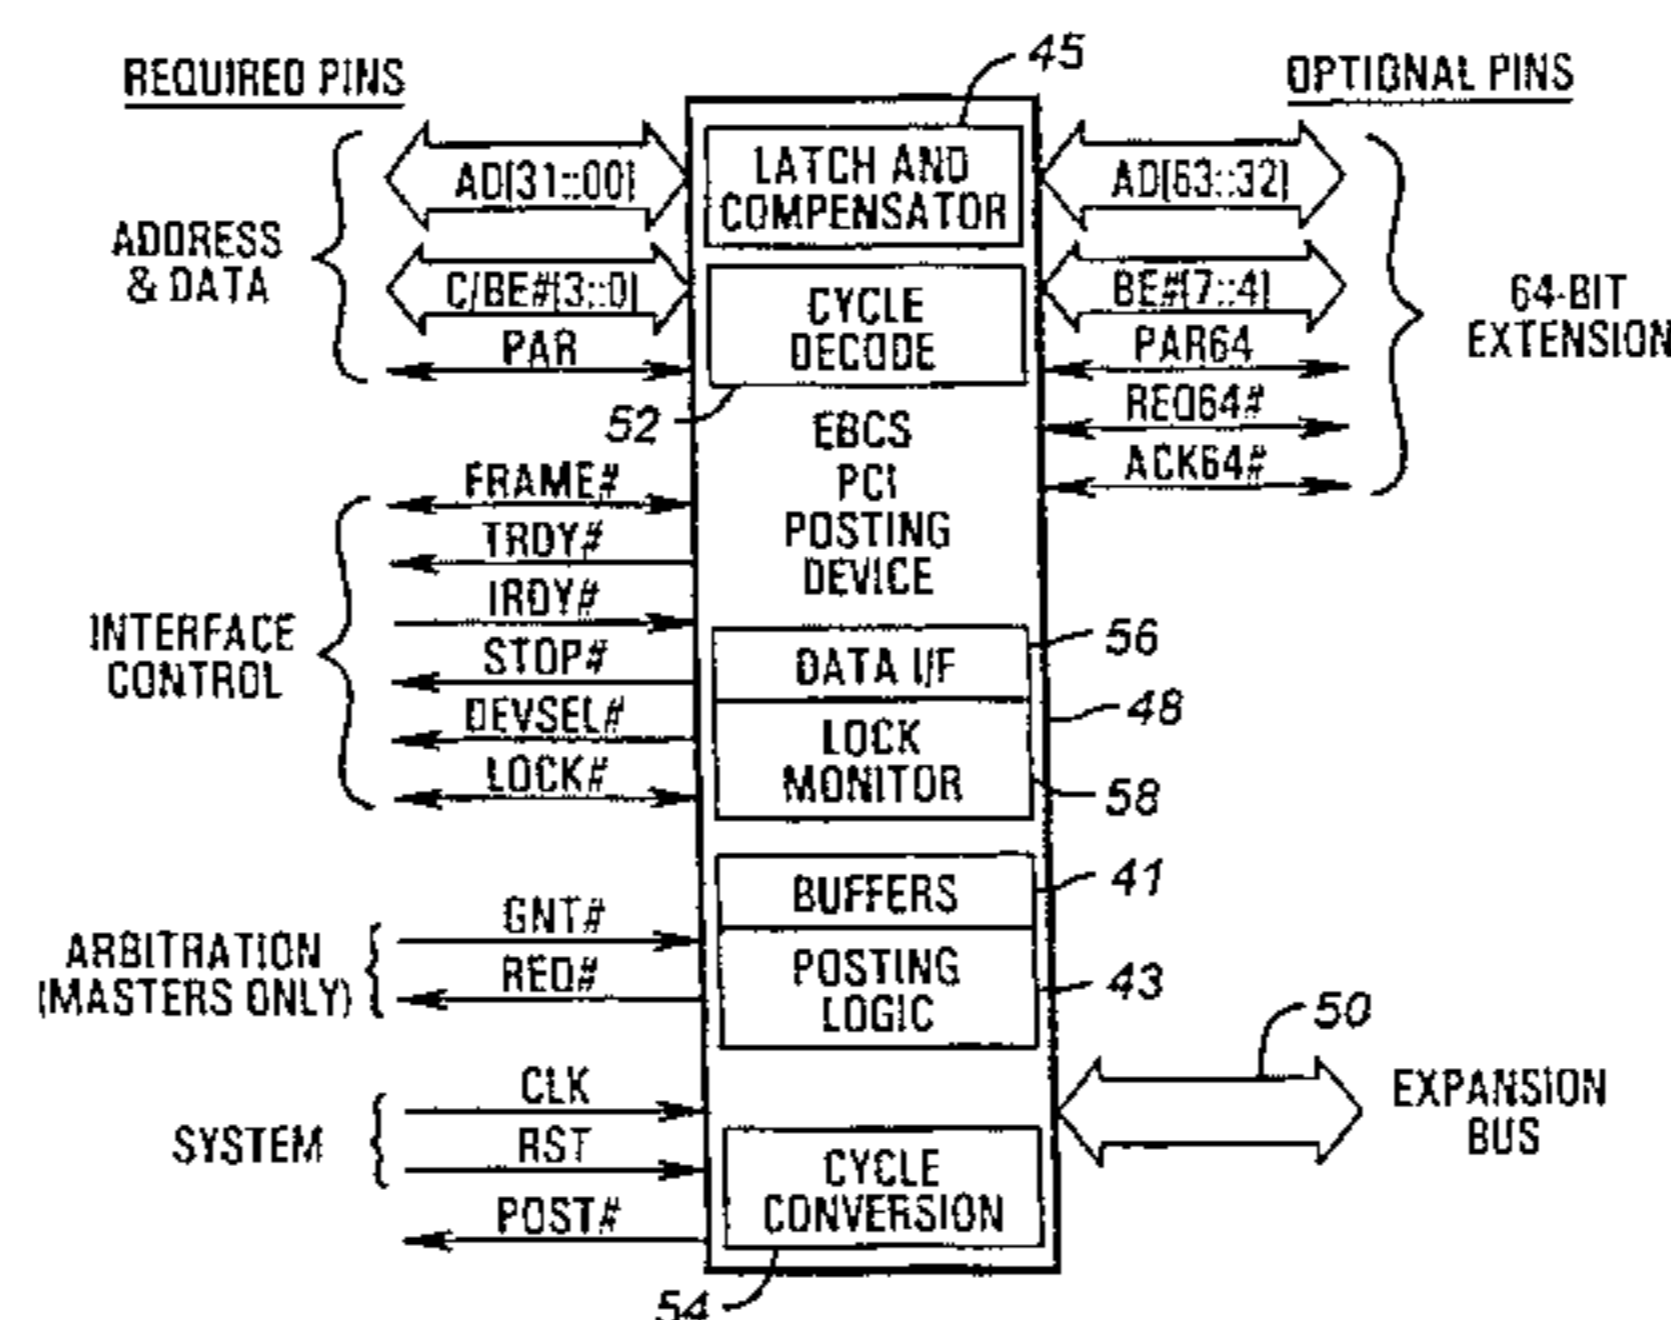 REQUIRED PINS
ADDRESS
& DATA
AD[31::00]
C/BE#[3::0]
PAR
INTERFACE
CONTROL
FRAME#
TRDY#
IRDY#
STOP#
DEVSEL#
LOCK#
ARBITRATION
(MASTERS ONLY)
GNT#
REQ#
SYSTEM
CLK
RST
POST#
45
LATCH AND
COMPENSATOR
CYCLE
DECODE
52
EBCS
PCI
POSTING
DEVICE
DATA I/F
56
48
LOCK
MONITOR
58
BUFFERS
41
POSTING
LOGIC
43
CYCLE
CONVERSION
54
OPTIONAL PINS
AD[63::32]
BE#[7::4]
PAR64
REQ64#
ACK64#
64-BIT
EXTENSION
50
EXPANSION
BUS